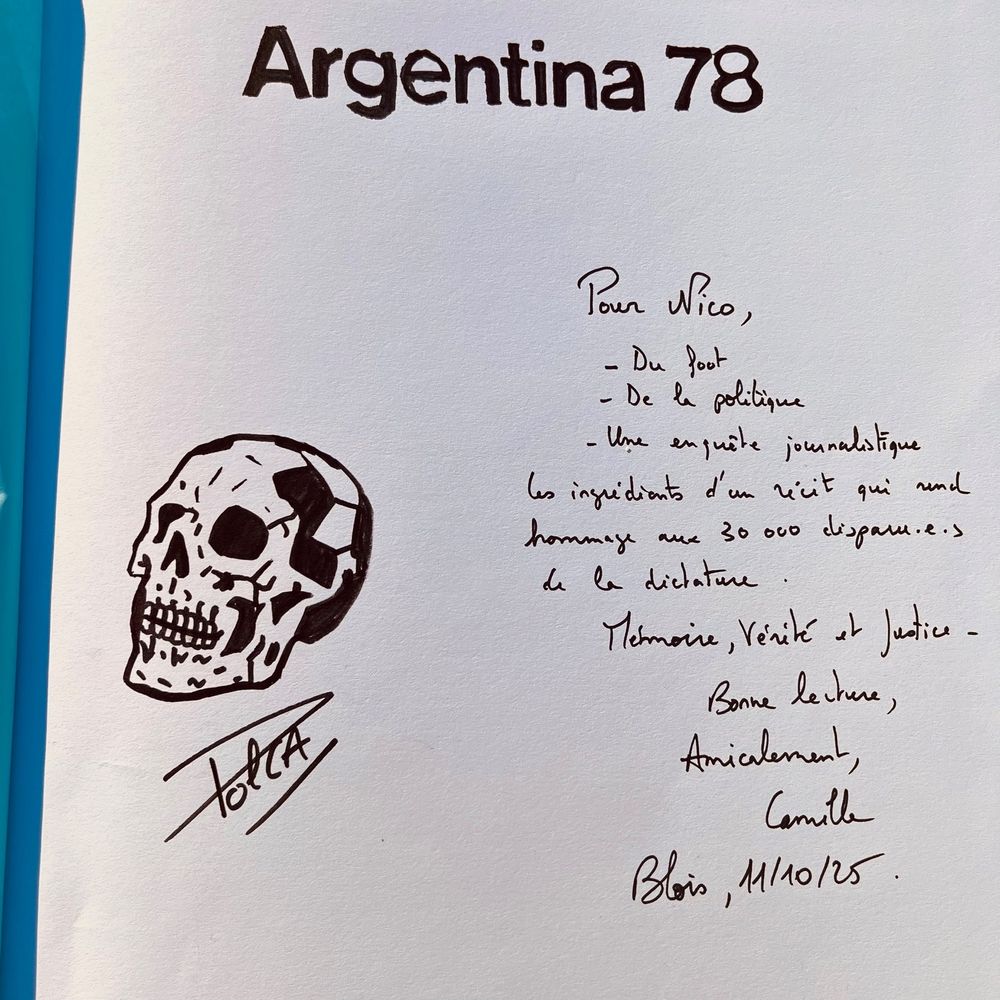 Argentina 78
Pour Nico,
- Du foot
- De la politique
- Une enquête journalistique
les ingrédients d'un récit qui rend
hommage aux 30 000 disparu.e.s
de la dictature.
Mémoire, Vérité et Justice -
Bonne lecture,
Amicalement,
Camille
Blois, 11/10/25.